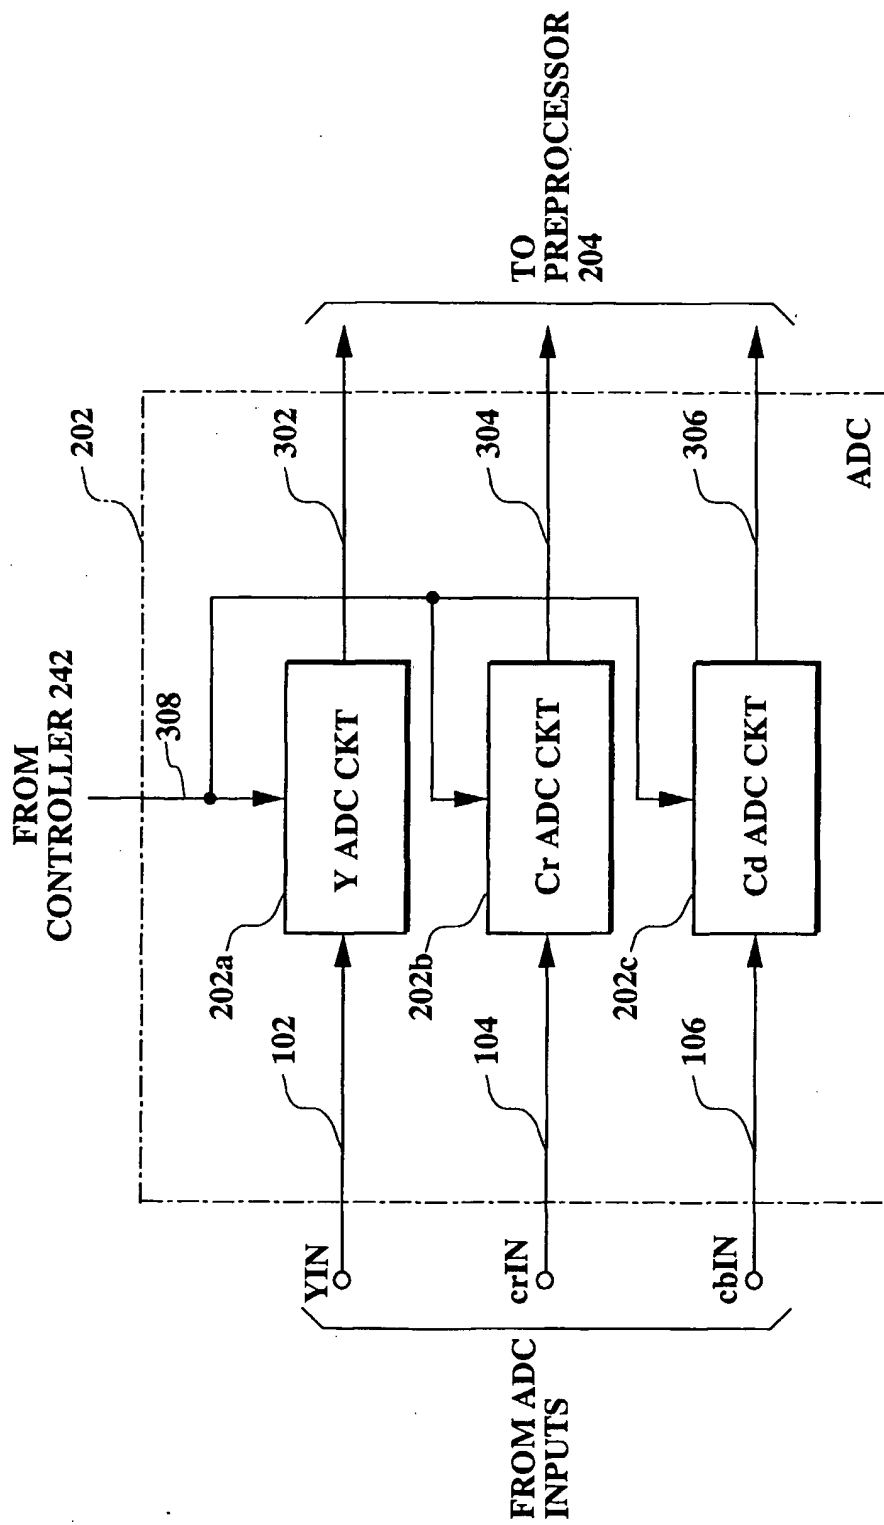 FROM
CONTROLLER 242
308
202
YIN
102
202a
Y ADC CKT
302
crIN
104
202b
Cr ADC CKT
304
cbIN
106
202c
Cd ADC CKT
306
ADC
FROM ADC
INPUTS
TO
PREPROCESSOR
204